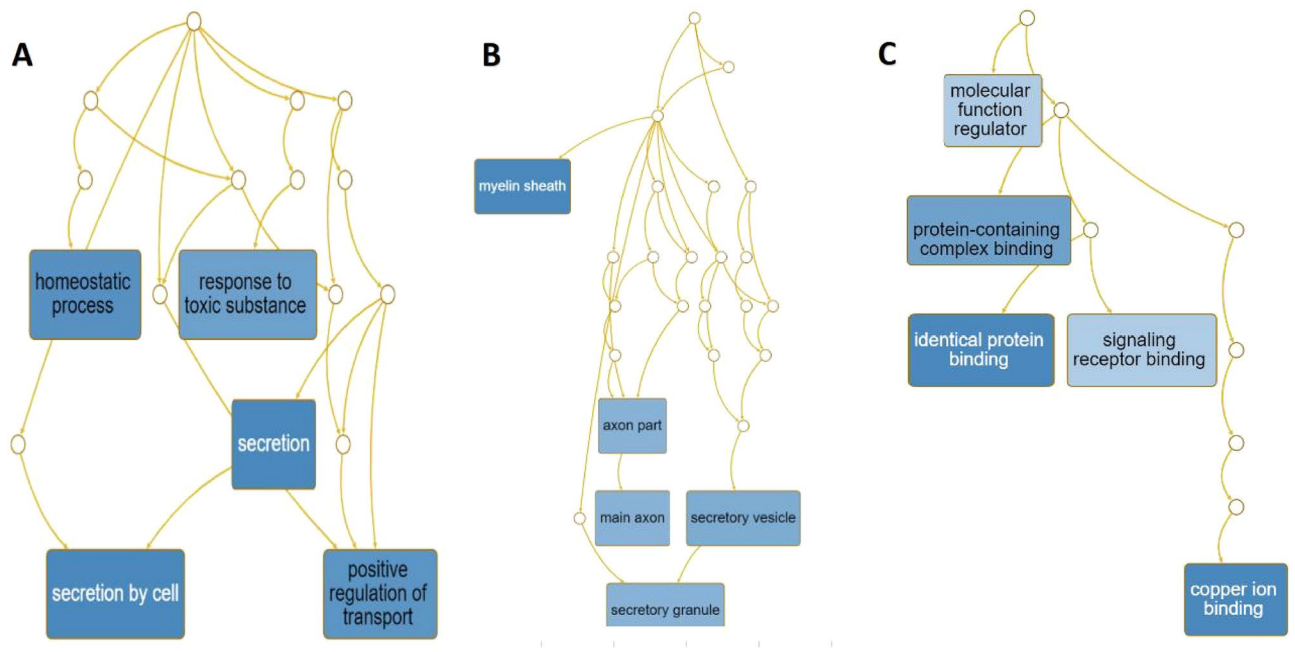 A
homeostatic
process
response to
toxic substance
secretion
secretion by cell
positive
regulation of
transport
B
myelin sheath
axon part
main axon
secretory vesicle
secretory granule
C
molecular
function
regulator
protein-containing
complex binding
identical protein
binding
signaling
receptor binding
copper ion
binding